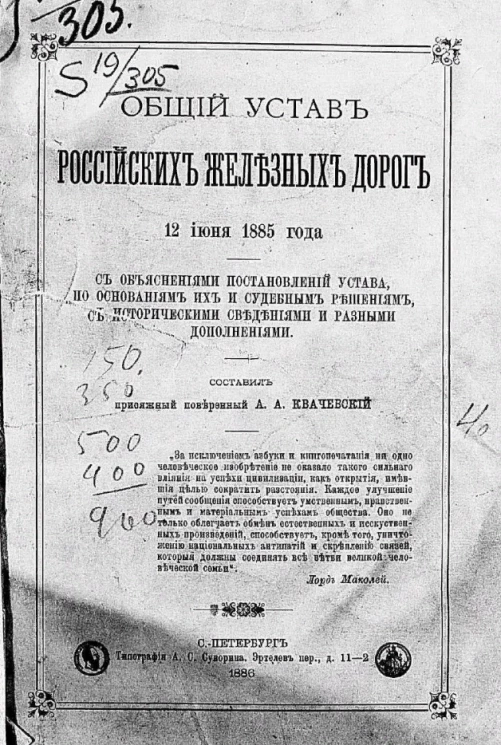 305.
S 19/305
ОБЩІЙ УСТАВЪ
РОССІЙСКИХЪ ЖЕЛѢЗНЫХЪ ДОРОГЪ
12 іюня 1885 года
СЪ ОБЪЯСНЕНІЯМИ ПОСТАНОВЛЕНІЙ УСТАВА,
ПО ОСНОВАНІЯМЪ ИХЪ И СУДЕБНЫМЪ РѢШЕНІЯМЪ,
СЪ ИСТОРИЧЕСКИМИ СВѢДѢНІЯМИ И РАЗНЫМИ
ДОПОЛНЕНІЯМИ.
СОСТАВИЛЪ
присяжный повѣренный А. А. КВАЧЕВСКІЙ
150.
350
500
400
900
40
„За исключеніемъ азбуки и книгопечатанія ни одно
человѣческое изобрѣтеніе не оказало такого сильнаго
вліянія на успѣхи цивилизаціи, какъ открытія, имѣв-
шія цѣлью сократить разстоянія. Каждое улучшеніе
путей сообщенія способствуетъ умственнымъ, нравствен-
нымъ и матеріальнымъ успѣхамъ общества. Оно не
только облегчаетъ обмѣнъ естественныхъ и искуствен-
ныхъ произведеній, способствуетъ, кромѣ того, уничто-
женію національныхъ антипатій и скрѣпленію связей,
которыя должны соединять всѣ вѣтви великой чело-
вѣческой семьи“.
Лордъ Маколей.
С.-ПЕТЕРБУРГЪ
Типографія А. С. Суворина. Эртелевъ пер., д. 11—2
1886